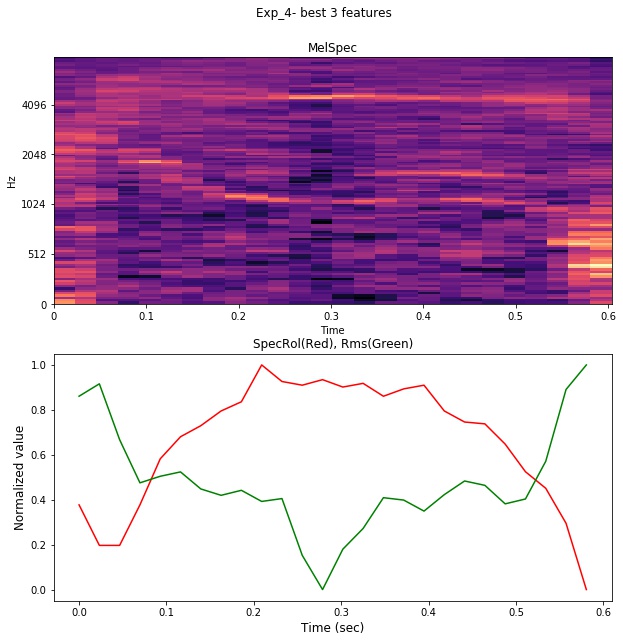 Exp_4- best 3 features
MelSpec
4096
2048
1024
512
0
Hz
0 0.1 0.2 0.3 0.4 0.5 0.6
Time
SpecRol(Red), Rms(Green)
1.0
0.8
0.6
0.4
0.2
0.0
Normalized value
0.0 0.1 0.2 0.3 0.4 0.5 0.6
Time (sec)